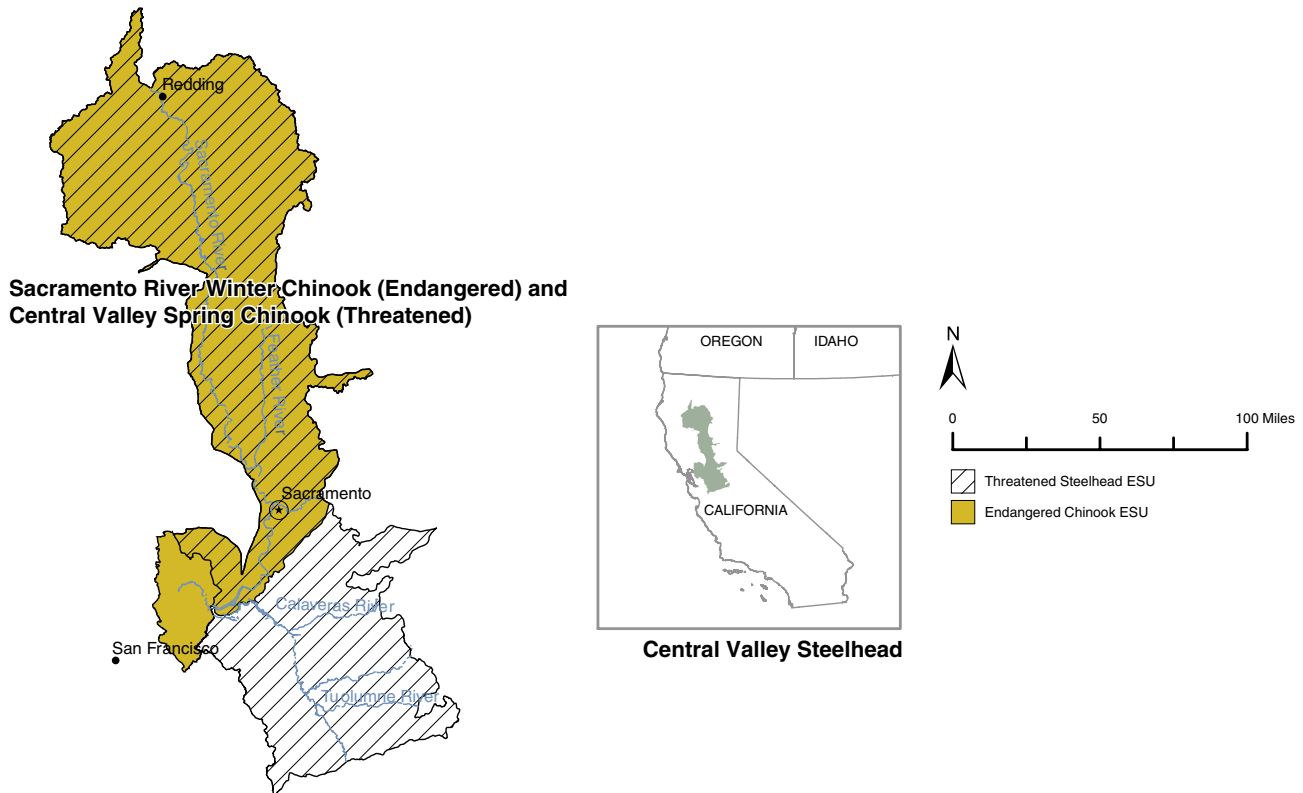 Redding
Sacramento River
Sacramento River Winter Chinook (Endangered) and
Central Valley Spring Chinook (Threatened)
Feather River
Sacramento
Calaveras River
San Francisco
Tuolumne River
OREGON
IDAHO
CALIFORNIA
Central Valley Steelhead
N
0 50 100 Miles
Threatened Steelhead ESU
Endangered Chinook ESU